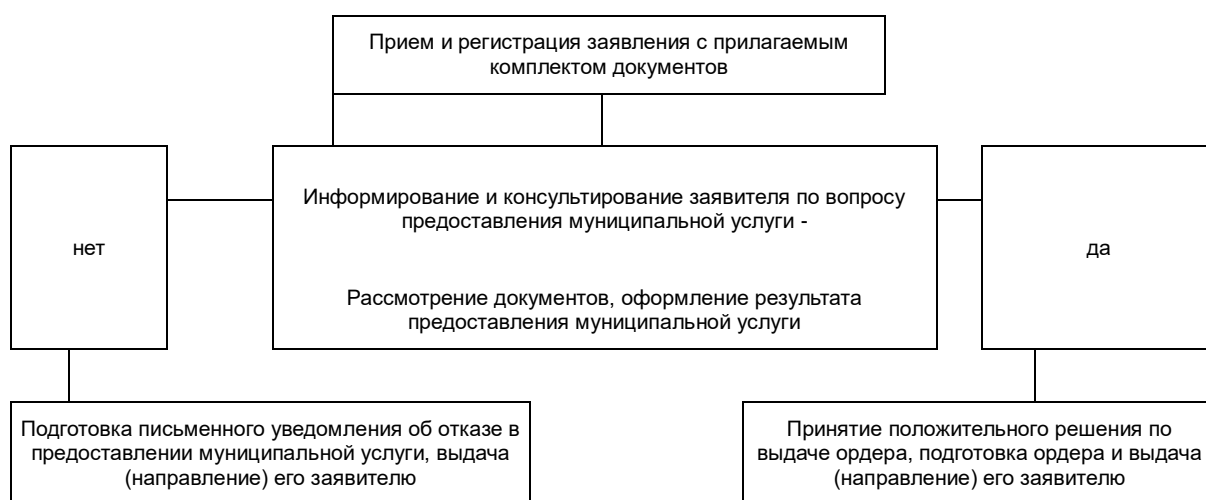 Прием и регистрация заявления с прилагаемым
комплектом документов
Информирование и консультирование заявителя по вопросу
предоставления муниципальной услуги -
нет
да
Рассмотрение документов, оформление результата
предоставления муниципальной услуги
Подготовка письменного уведомления об отказе в
предоставлении муниципальной услуги, выдача
(направление) его заявителю
Принятие положительного решения по
выдаче ордера, подготовка ордера и выдача
(направление) его заявителю